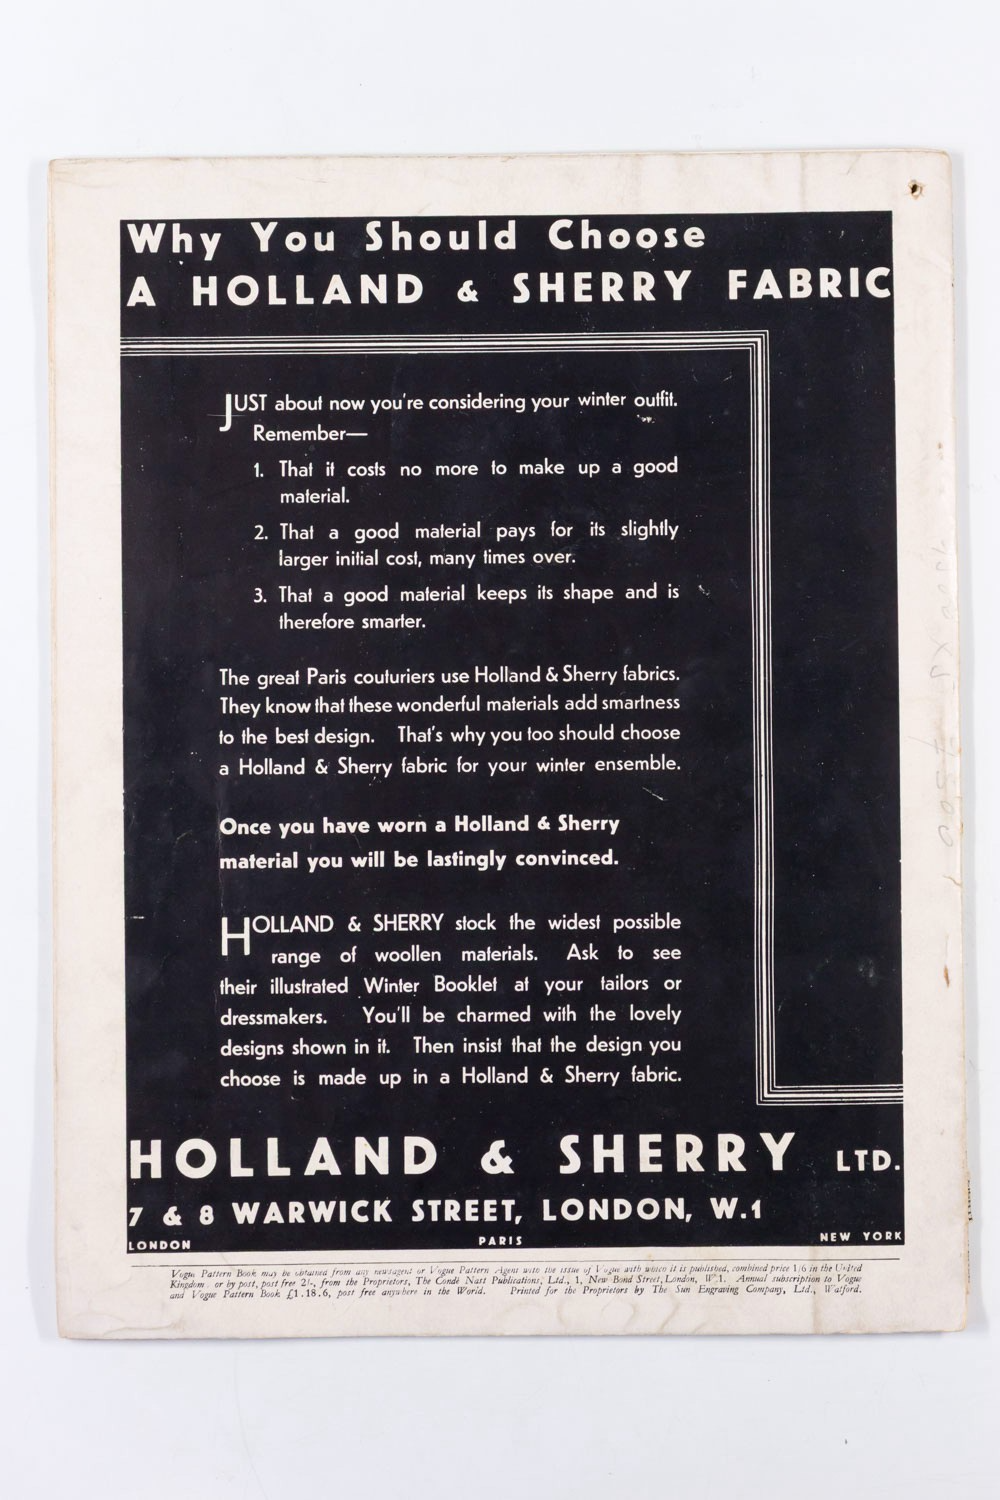 Why You Should Choose
A HOLLAND & SHERRY FABRIC
JUST about now you're considering your winter outfit.
Remember—
1. That it costs no more to make up a good
material.
2. That a good material pays for its slightly
larger initial cost, many times over.
3. That a good material keeps its shape and is
therefore smarter.
The great Paris couturiers use Holland & Sherry fabrics.
They know that these wonderful materials add smartness
to the best design. That's why you too should choose
a Holland & Sherry fabric for your winter ensemble.
Once you have worn a Holland & Sherry
material you will be lastingly convinced.
HOLLAND & SHERRY stock the widest possible
range of woollen materials. Ask to see
their illustrated Winter Booklet at your tailors or
dressmakers. You'll be charmed with the lovely
designs shown in it. Then insist that the design you
choose is made up in a Holland & Sherry fabric.
HOLLAND & SHERRY LTD.
7 & 8 WARWICK STREET, LONDON, W.1
LONDON PARIS NEW YORK
Vogue Pattern Book may be obtained from any newsagent or Vogue Pattern Agent with the issue of Vogue with which it is published, combined price 1/6 in the United
Kingdom or by post, post free 2/-, from the Proprietors, The Condé Nast Publications, Ltd., 1, New Bond Street, London, W.1. Annual subscription to Vogue
and Vogue Pattern Book £1.18.6, post free anywhere in the World. Printed for the Proprietors by The Sun Engraving Company, Ltd., Watford.